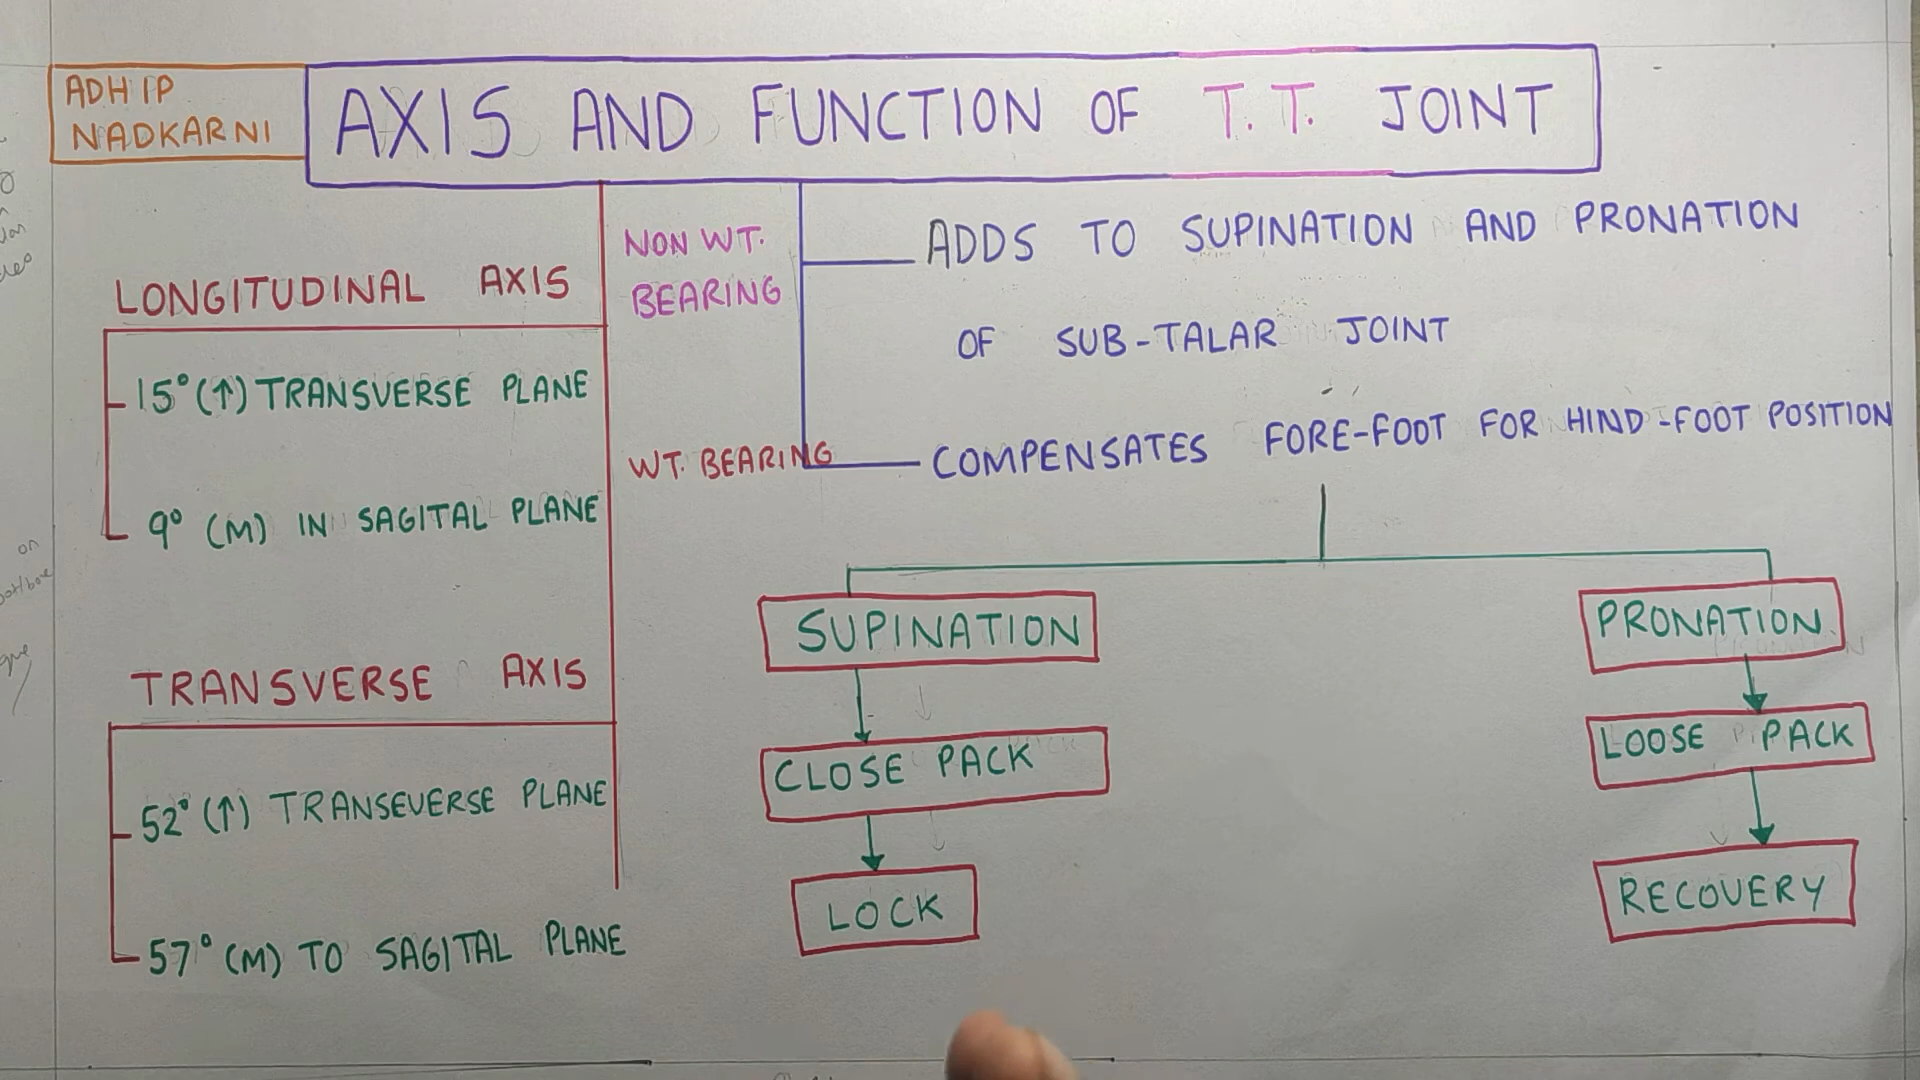 ADHIP
NADKARNI
AXIS AND FUNCTION OF T.T. JOINT
LONGITUDINAL AXIS
15° (↑) TRANSVERSE PLANE
9° (M) IN SAGITAL PLANE
TRANSVERSE AXIS
52° (↑) TRANSEVERSE PLANE
57° (M) TO SAGITAL PLANE
NON WT.
BEARING
ADDS TO SUPINATION AND PRONATION
OF SUB-TALAR JOINT
WT. BEARING
COMPENSATES FORE-FOOT FOR HIND-FOOT POSITION
SUPINATION
CLOSE PACK
LOCK
PRONATION
LOOSE PACK
RECOVERY
on